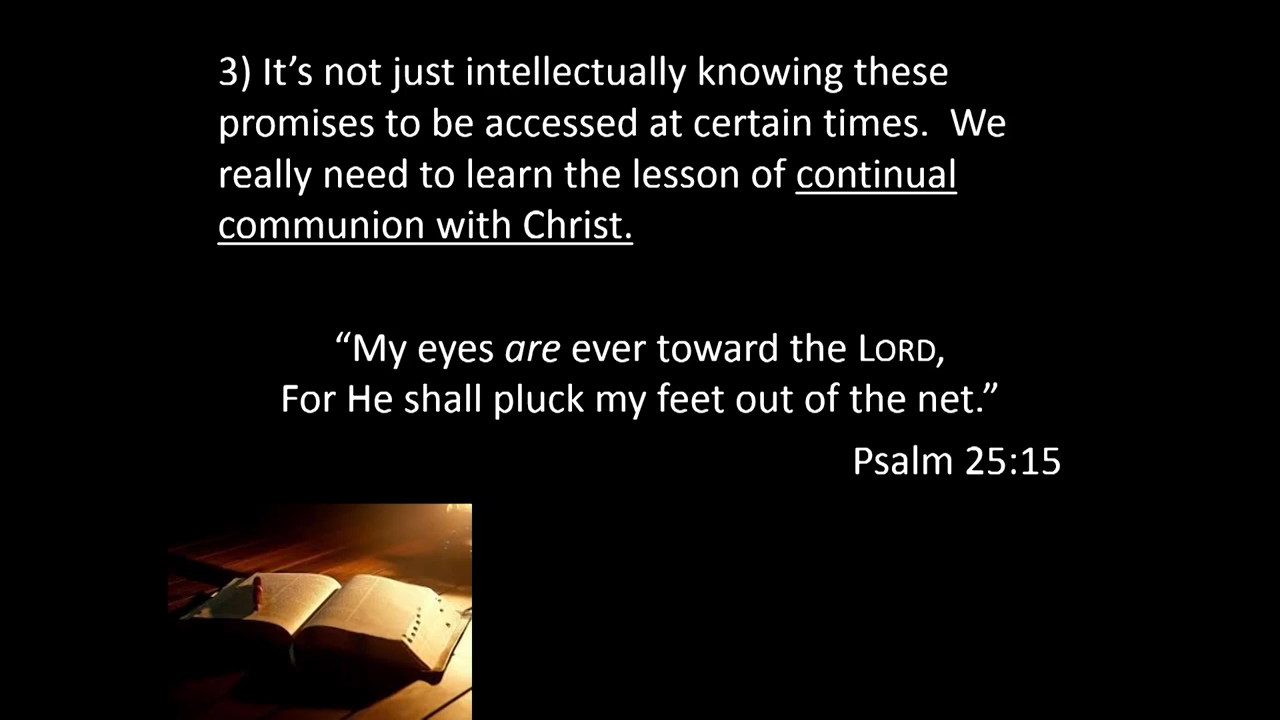 3) It’s not just intellectually knowing these
promises to be accessed at certain times.  We
really need to learn the lesson of continual
communion with Christ.
“My eyes are ever toward the LORD,
For He shall pluck my feet out of the net.”
Psalm 25:15